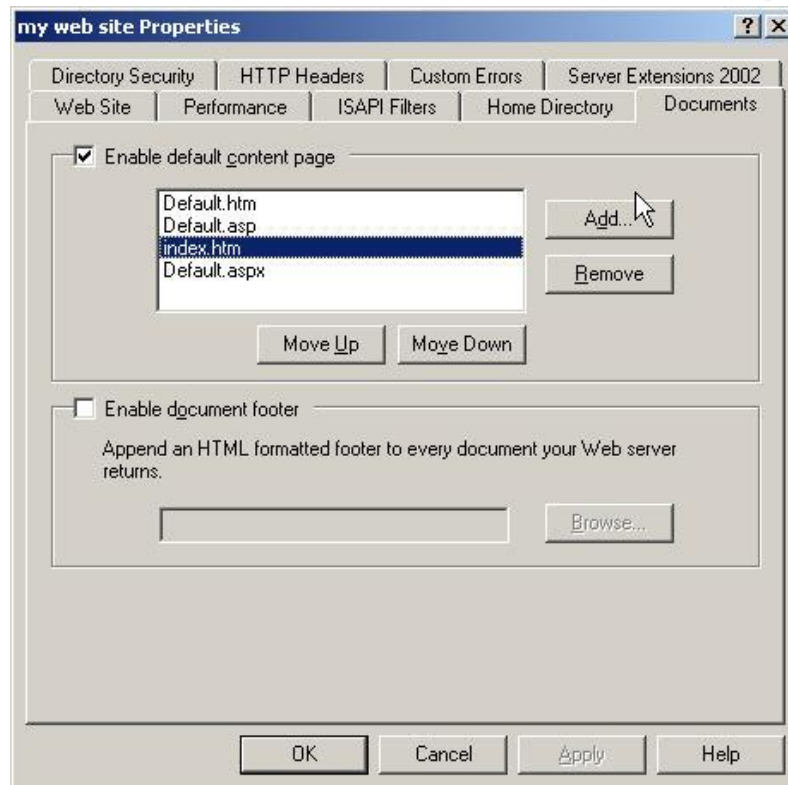 my web site Properties
Directory Security HTTP Headers Custom Errors Server Extensions 2002
Web Site Performance ISAPI Filters Home Directory Documents
Enable default content page
Default.htm
Default.asp
index.htm
Default.aspx
Add...
Remove
Move Up Move Down
Enable document footer
Append an HTML formatted footer to every document your Web server
returns.
Browse...
OK Cancel Apply Help